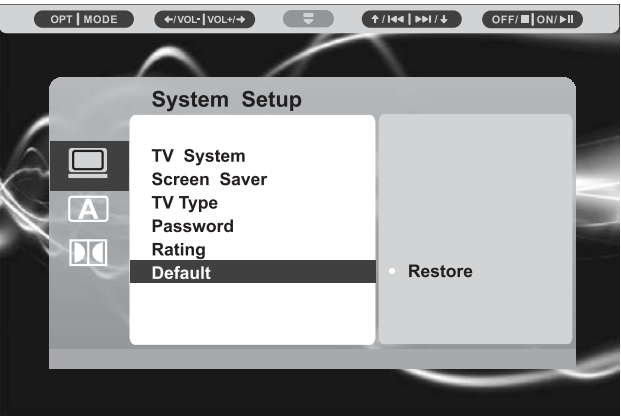 OPT | MODE
←/VOL- | VOL+/→
↑/I◀◀ | ▶▶I/↓
OFF/■ | ON/▶II
System Setup
TV System
Screen Saver
TV Type
Password
Rating
Default
• Restore
A